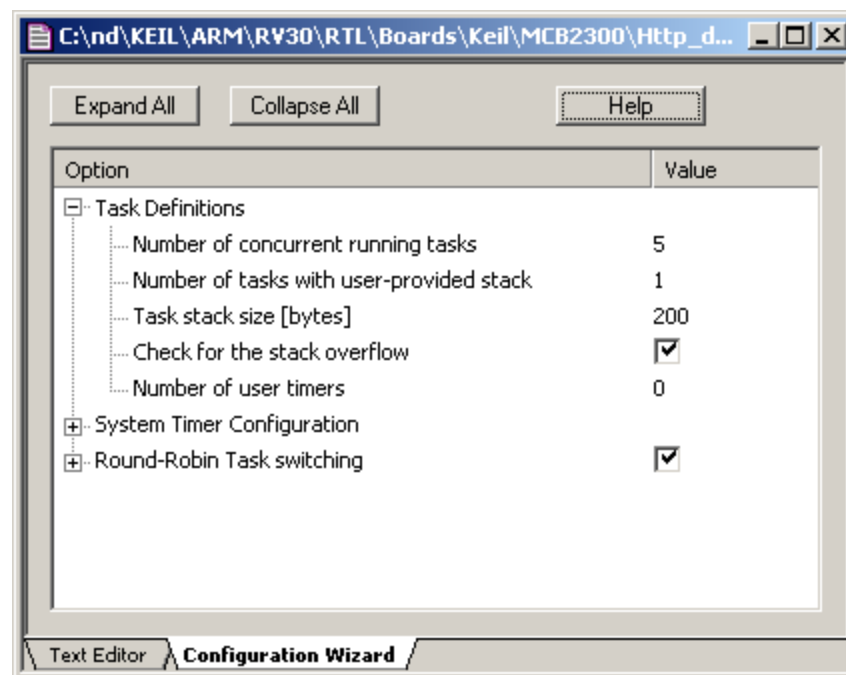 C:\nd\KEIL\ARM\RV30\RTL\Boards\Keil\MCB2300\Http_d...
Expand All Collapse All Help
Option Value
Task Definitions
Number of concurrent running tasks 5
Number of tasks with user-provided stack 1
Task stack size [bytes] 200
Check for the stack overflow
Number of user timers 0
System Timer Configuration
Round-Robin Task switching
Text Editor Configuration Wizard